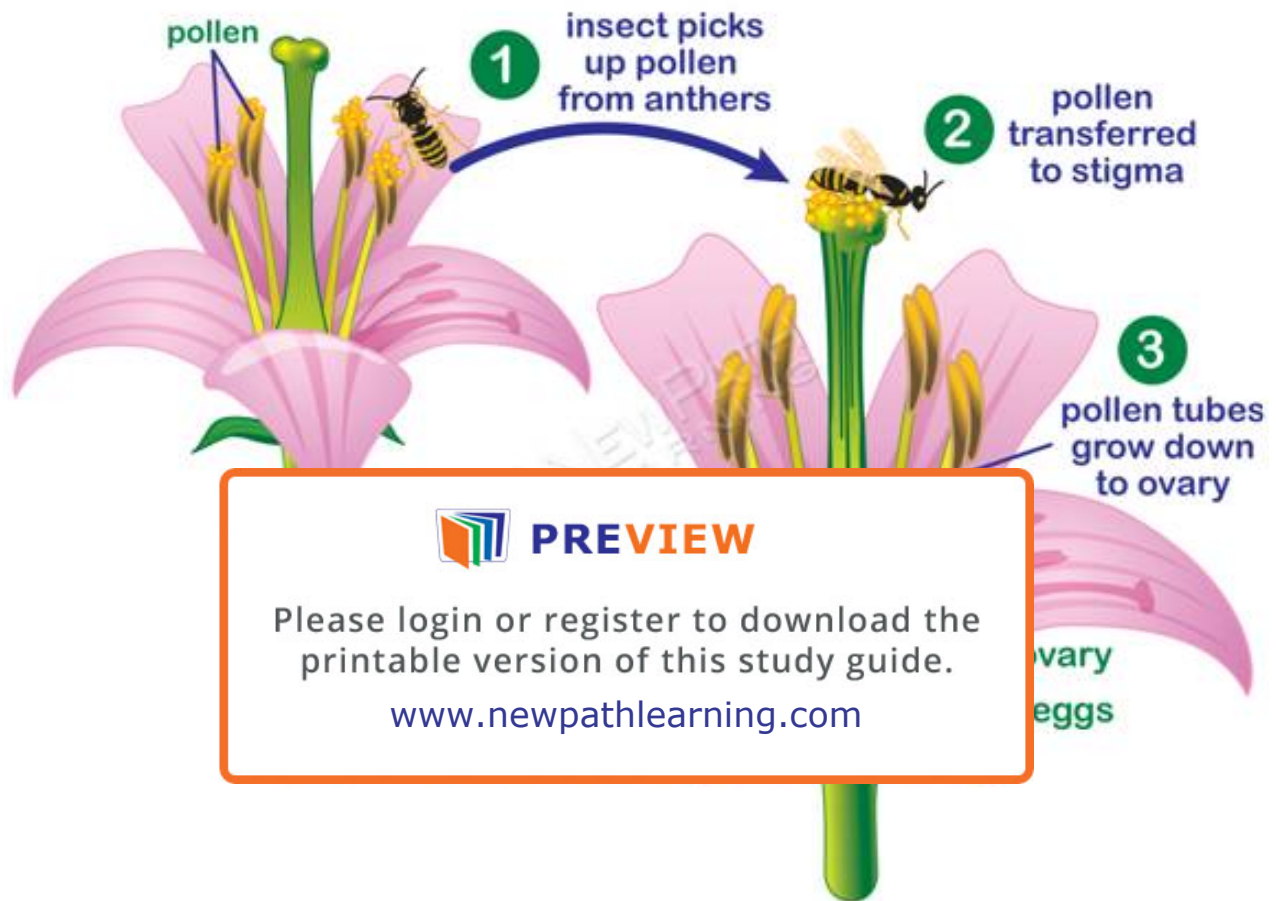 pollen
1
insect picks
up pollen
from anthers
2
pollen
transferred
to stigma
3
pollen tubes
grow down
to ovary
PREVIEW
Please login or register to download the
printable version of this study guide.
www.newpathlearning.com
eggs